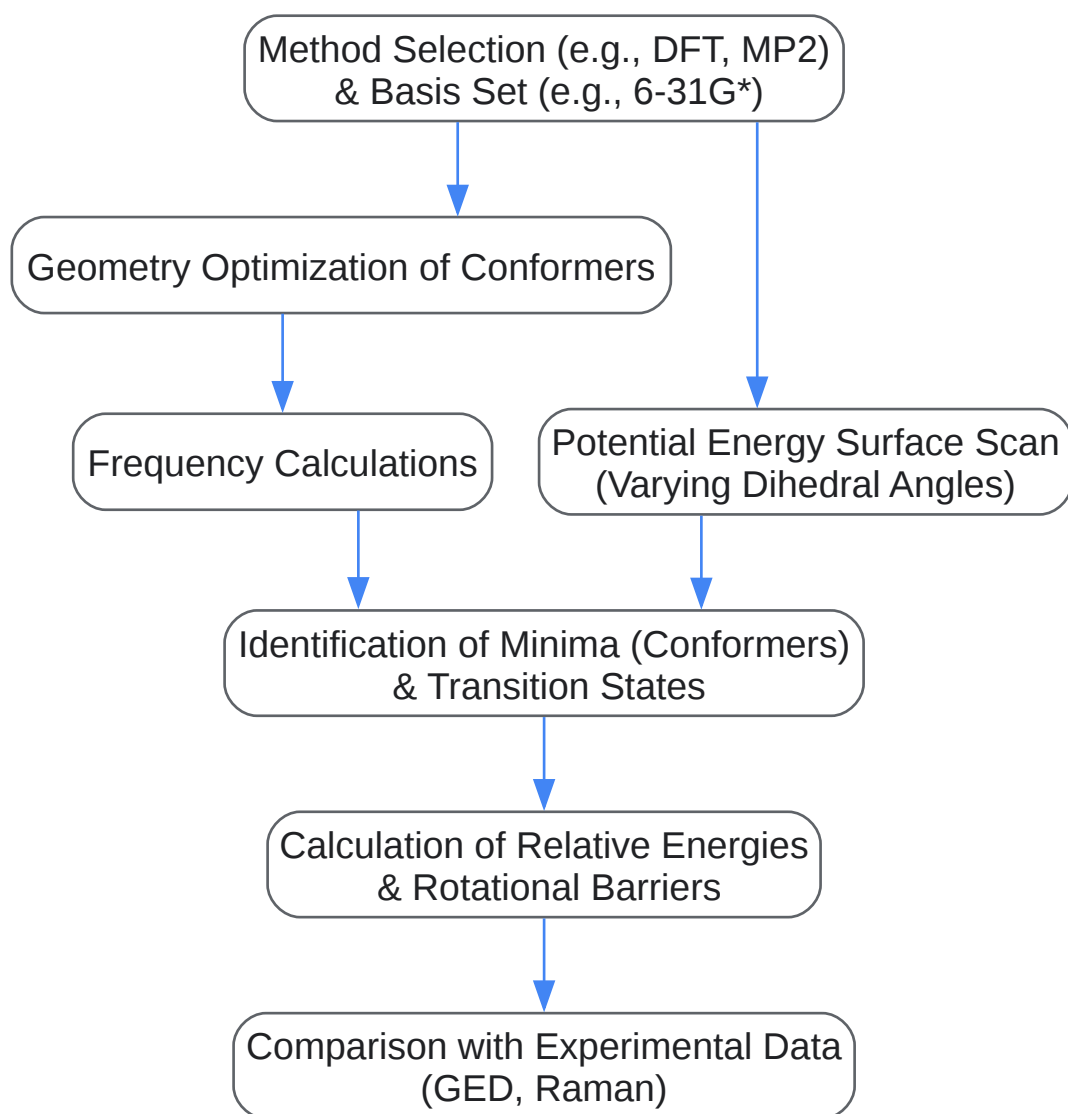 Method Selection (e.g., DFT, MP2)
& Basis Set (e.g., 6-31G*)
Geometry Optimization of Conformers
Frequency Calculations
Potential Energy Surface Scan
(Varying Dihedral Angles)
Identification of Minima (Conformers)
& Transition States
Calculation of Relative Energies
& Rotational Barriers
Comparison with Experimental Data
(GED, Raman)